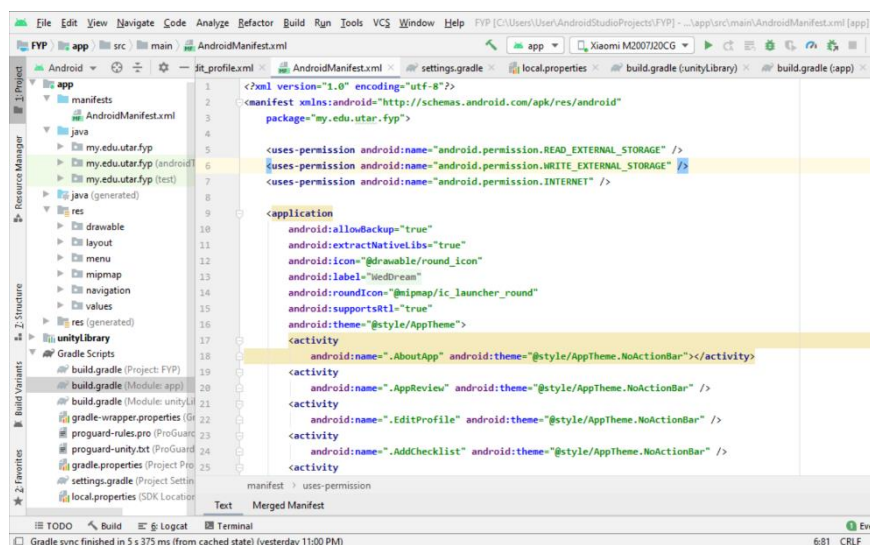 File Edit View Navigate Code Analyze Refactor Build Run Tools VCS Window Help FYP [C:\Users\User\AndroidStudioProjects\FYP] - ...\app\src\main\AndroidManifest.xml [app]
FYP app src main AndroidManifest.xml app Xiaomi M2007J20CG
Android dit_profile.xml AndroidManifest.xml settings.gradle local.properties build.gradle (:unityLibrary) build.gradle (:app)
1: Project
Resource Manager
Z: Structure
Build Variants
2: Favorites
app
manifests
AndroidManifest.xml
java
my.edu.utar.fyp
my.edu.utar.fyp (androidT
my.edu.utar.fyp (test)
java (generated)
res
drawable
layout
menu
mipmap
navigation
values
res (generated)
unityLibrary
Gradle Scripts
build.gradle (Project: FYP)
build.gradle (Module: app)
build.gradle (Module: unityLi
gradle-wrapper.properties (G
proguard-rules.pro (ProGuard
proguard-unity.txt (ProGuard
gradle.properties (Project Pro
settings.gradle (Project Settin
local.properties (SDK Location
1 <?xml version="1.0" encoding="utf-8"?>
2 <manifest xmlns:android="http://schemas.android.com/apk/res/android"
3 package="my.edu.utar.fyp">
4
5 <uses-permission android:name="android.permission.READ_EXTERNAL_STORAGE" />
6 <uses-permission android:name="android.permission.WRITE_EXTERNAL_STORAGE" />
7 <uses-permission android:name="android.permission.INTERNET" />
8
9 <application
10 android:allowBackup="true"
11 android:extractNativeLibs="true"
12 android:icon="@drawable/round_icon"
13 android:label="WedDream"
14 android:roundIcon="@mipmap/ic_launcher_round"
15 android:supportsRtl="true"
16 android:theme="@style/AppTheme">
17 <activity
18 android:name=".AboutApp" android:theme="@style/AppTheme.NoActionBar"></activity>
19 <activity
20 android:name=".AppReview" android:theme="@style/AppTheme.NoActionBar" />
21 <activity
22 android:name=".EditProfile" android:theme="@style/AppTheme.NoActionBar" />
23 <activity
24 android:name=".AddChecklist" android:theme="@style/AppTheme.NoActionBar" />
25 <activity
manifest › uses-permission
Text Merged Manifest
TODO Build 6: Logcat Terminal 1 Eve
Gradle sync finished in 5 s 375 ms (from cached state) (yesterday 11:00 PM) 6:81 CRLF